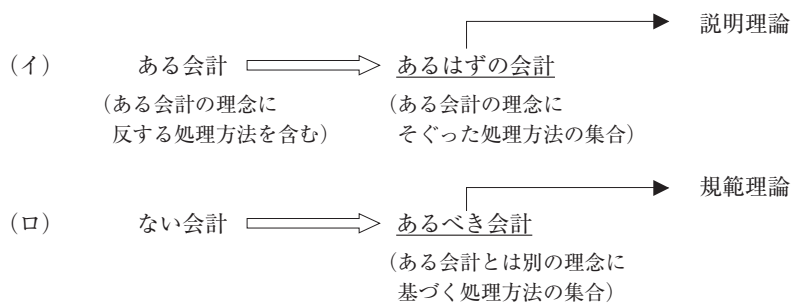 説明理論
（イ） ある会計 あるはずの会計
（ある会計の理念に （ある会計の理念に
反する処理方法を含む） そぐった処理方法の集合）
規範理論
（ロ） ない会計 あるべき会計
（ある会計とは別の理念に
基づく処理方法の集合）